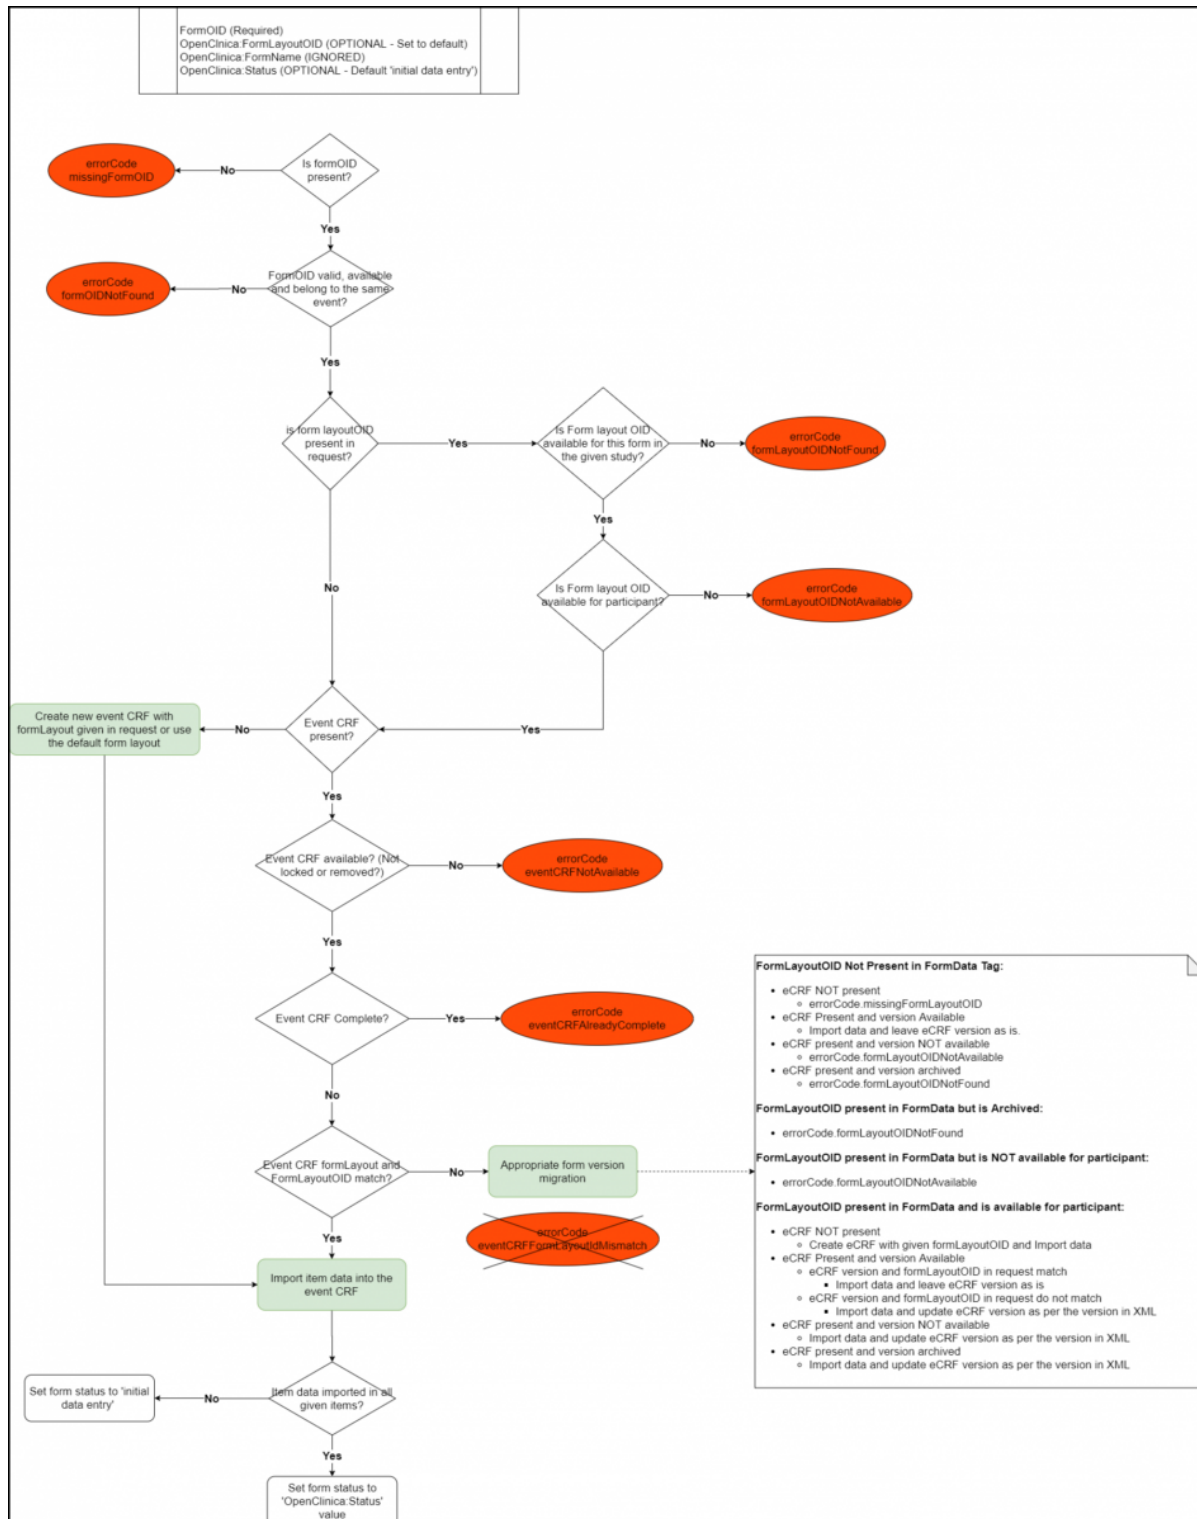 FormOID (Required)
OpenClnica:FormLayoutOID (OPTIONAL - Set to default)
OpenClinica:FormName (IGNORED)
OpenClinica:Status (OPTIONAL - Default 'initial data entry')
Is formOID
present?
No
errorCode
missingFormOID
Yes
FormOID valid, available
and belong to the same
event?
No
errorCode
formOIDNotFound
Yes
is form layoutOID
present in
request?
Yes
Is Form layout OID
available for this form in
the given study?
No
errorCode
formLayoutOIDNotFound
Yes
No
Is Form layout OID
available for participant?
No
errorCode
formLayoutOIDNotAvailable
Yes
Event CRF
present?
No
Create new event CRF with
formLayout given in request or use
the default form layout
Yes
Event CRF available? (Not
locked or removed?)
No
errorCode
eventCRFNotAvailable
Yes
Event CRF Complete?
Yes
errorCode
eventCRFAlreadyComplete
No
Event CRF formLayout and
FormLayoutOID match?
No
Appropriate form version
migration
errorCode
eventCRFFormLayoutIdMismatch
Yes
Import item data into the
event CRF
Item data imported in all
given items?
No
Set form status to 'initial
data entry'
Yes
Set form status to
'OpenClinica:Status'
value
FormLayoutOID Not Present in FormData Tag:
• eCRF NOT present
◦ errorCode.missingFormLayoutOID
• eCRF Present and version Available
◦ Import data and leave eCRF version as is.
• eCRF present and version NOT available
◦ errorCode.formLayoutOIDNotAvailable
• eCRF present and version archived
◦ errorCode.formLayoutOIDNotFound
FormLayoutOID present in FormData but is Archived:
• errorCode.formLayoutOIDNotFound
FormLayoutOID present in FormData but is NOT available for participant:
• errorCode.formLayoutOIDNotAvailable
FormLayoutOID present in FormData and is available for participant:
• eCRF NOT present
◦ Create eCRF with given formLayoutOID and Import data
• eCRF Present and version Available
◦ eCRF version and formLayoutOID in request match
▪ Import data and leave eCRF version as is
◦ eCRF version and formLayoutOID in request do not match
▪ Import data and update eCRF version as per the version in XML
• eCRF present and version NOT available
◦ Import data and update eCRF version as per the version in XML
• eCRF present and version archived
◦ Import data and update eCRF version as per the version in XML